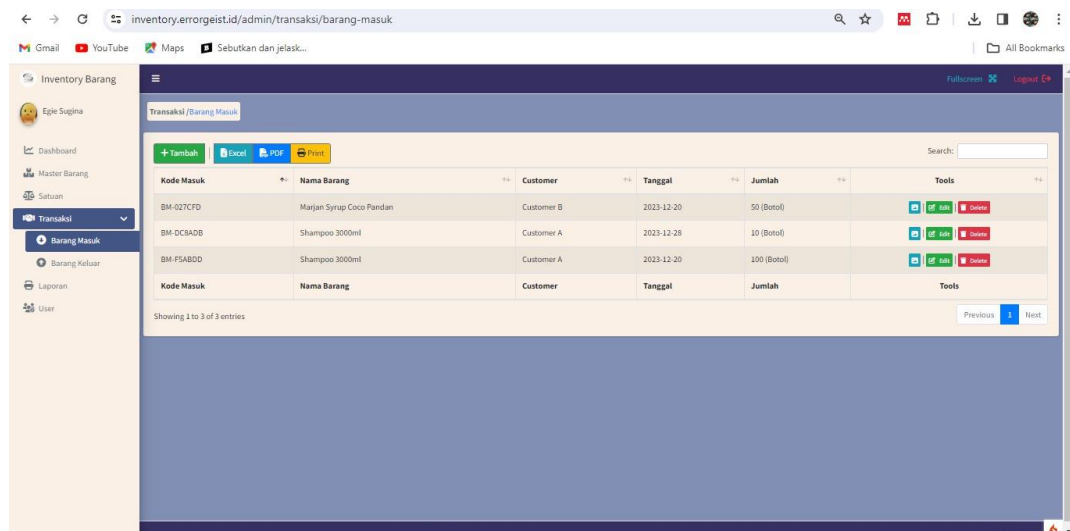 inventory.errorgeist.id/admin/transaksi/barang-masuk
Gmail YouTube Maps Sebutkan dan jelask... All Bookmarks
Inventory Barang Fullscreen Logout
Egie Sugina
Transaksi / Barang Masuk
Dashboard
Master Barang
Satuan
Transaksi
Barang Masuk
Barang Keluar
Laporan
User
+ Tambah | Excel PDF Print Search:
Kode Masuk Nama Barang Customer Tanggal Jumlah Tools
BM-027CFD Marjan Syrup Coco Pandan Customer B 2023-12-20 50 (Botol) | Edit | Delete
BM-DC8ADB Shampoo 3000ml Customer A 2023-12-28 10 (Botol) | Edit | Delete
BM-F5ABDD Shampoo 3000ml Customer A 2023-12-20 100 (Botol) | Edit | Delete
Kode Masuk Nama Barang Customer Tanggal Jumlah Tools
Showing 1 to 3 of 3 entries Previous 1 Next